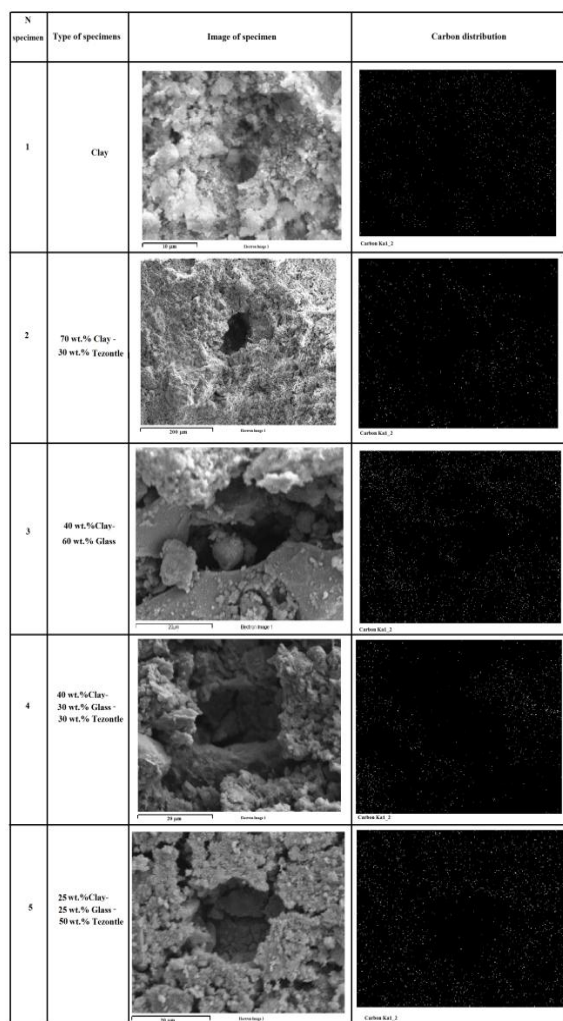 N
specimen
Type of specimens
Image of specimen
Carbon distribution
1
Clay
10 µm
Electron Image 1
Carbon Ka1_2
2
70 wt.% Clay -
30 wt.% Tezontle
200 µm
Electron Image 1
Carbon Ka1_2
3
40 wt.%Clay-
60 wt.% Glass
20µm
Electron Image 1
Carbon Ka1_2
4
40 wt.%Clay-
30 wt.% Glass -
30 wt.% Tezontle
20 µm
Electron Image 1
Carbon Ka1_2
5
25 wt.%Clay-
25 wt.% Glass -
50 wt.% Tezontle
Electron Image 1
Carbon Ka1_2